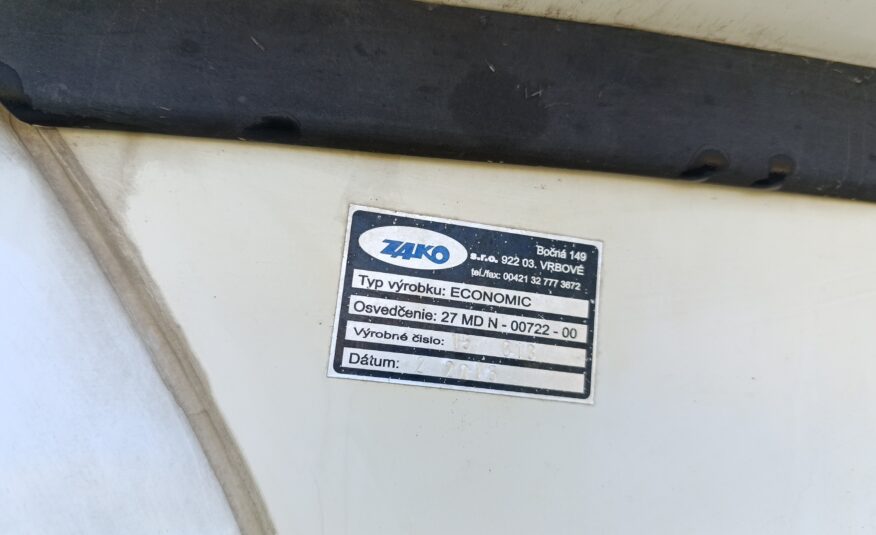 ZAKO s.r.o.
Bočná 149
922 03. VRBOVÉ
tel./fax: 00421 32 777 3672
Typ výrobku: ECONOMIC
Osvedčenie: 27 MD N - 00722 - 00
Výrobné číslo:
Dátum: